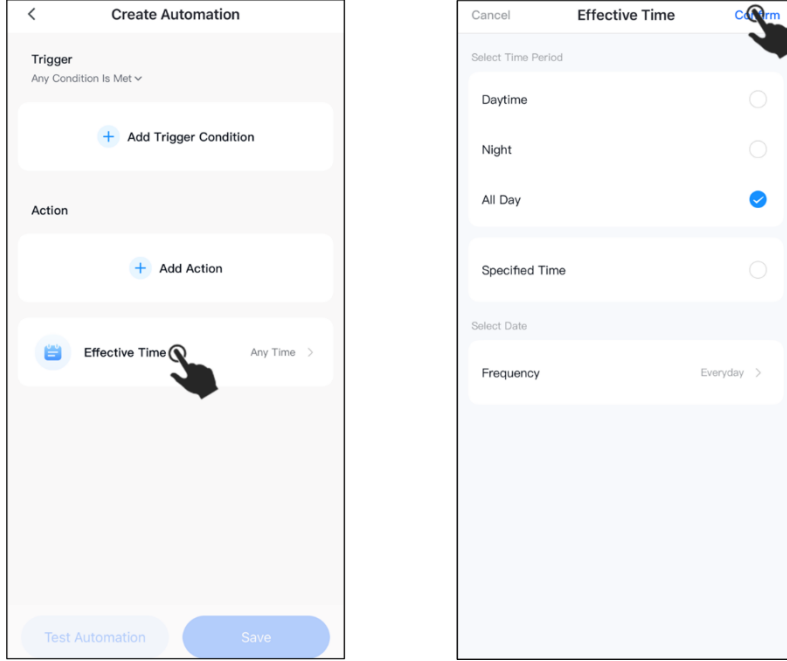 Create Automation
Trigger
Any Condition Is Met
Add Trigger Condition
Action
Add Action
Effective Time
Any Time
Test Automation
Save
Cancel
Effective Time
Confirm
Select Time Period
Daytime
Night
All Day
Specified Time
Select Date
Frequency
Everyday